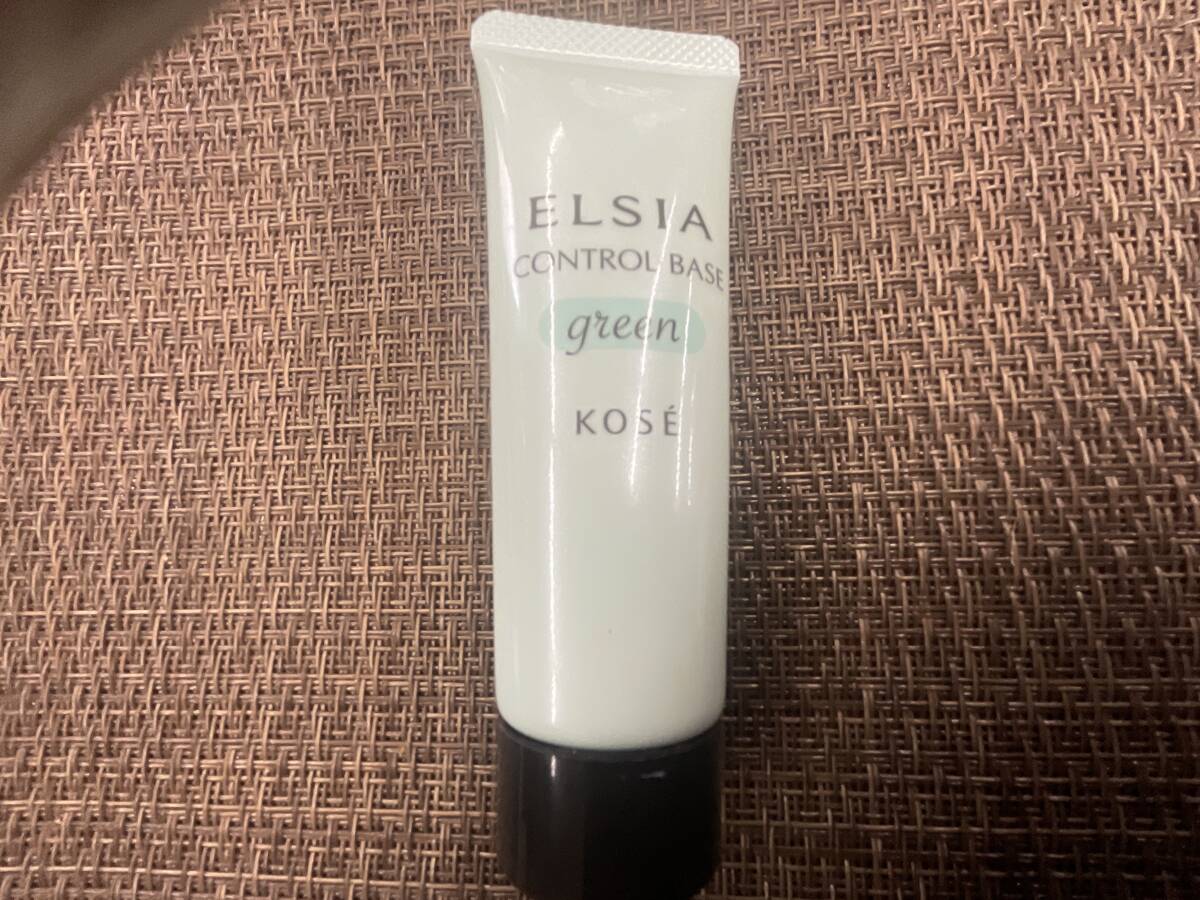 ELSIA
CONTROL BASE
green
KOSÉ